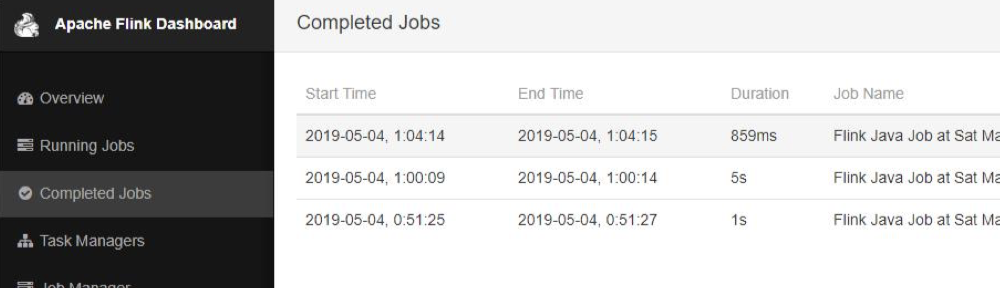 Apache Flink Dashboard
Completed Jobs
Overview
Running Jobs
Completed Jobs
Task Managers
Job Manager
Start Time End Time Duration Job Name
2019-05-04, 1:04:14 2019-05-04, 1:04:15 859ms Flink Java Job at Sat Ma
2019-05-04, 1:00:09 2019-05-04, 1:00:14 5s Flink Java Job at Sat Ma
2019-05-04, 0:51:25 2019-05-04, 0:51:27 1s Flink Java Job at Sat Ma